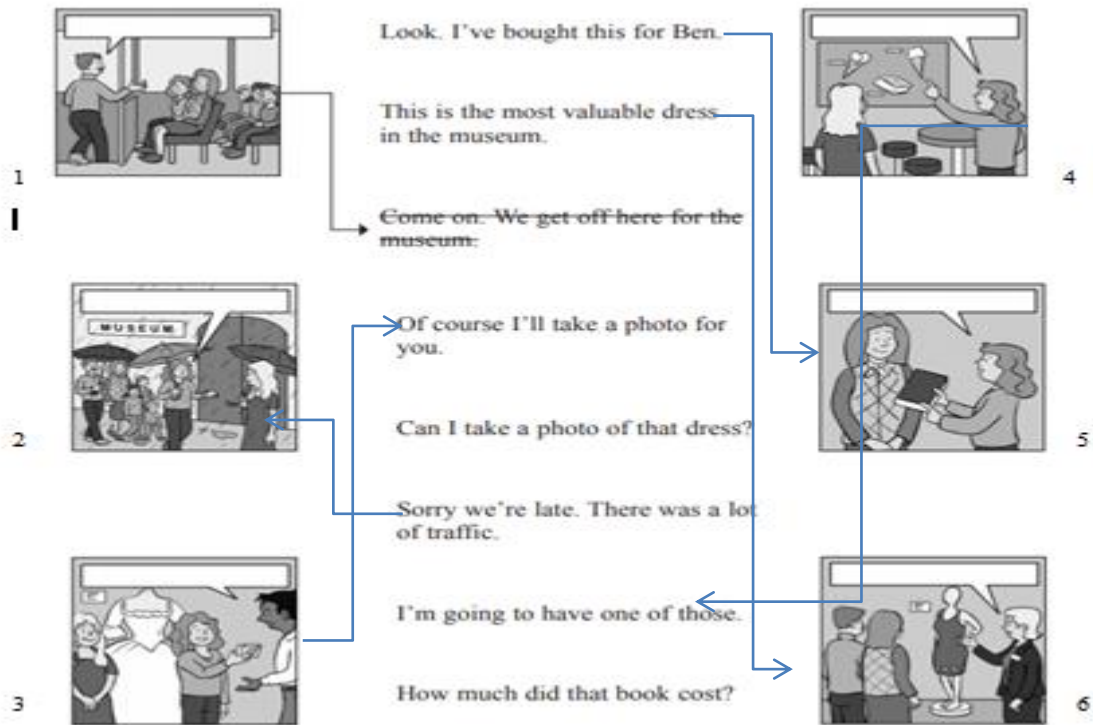 Look. I've bought this for Ben.
This is the most valuable dress
in the museum.
1
4
Come on. We get off here for the
museum.
MUSEUM
Of course I'll take a photo for
you.
Can I take a photo of that dress?
2
5
Sorry we're late. There was a lot
of traffic.
I'm going to have one of those.
How much did that book cost?
3
6